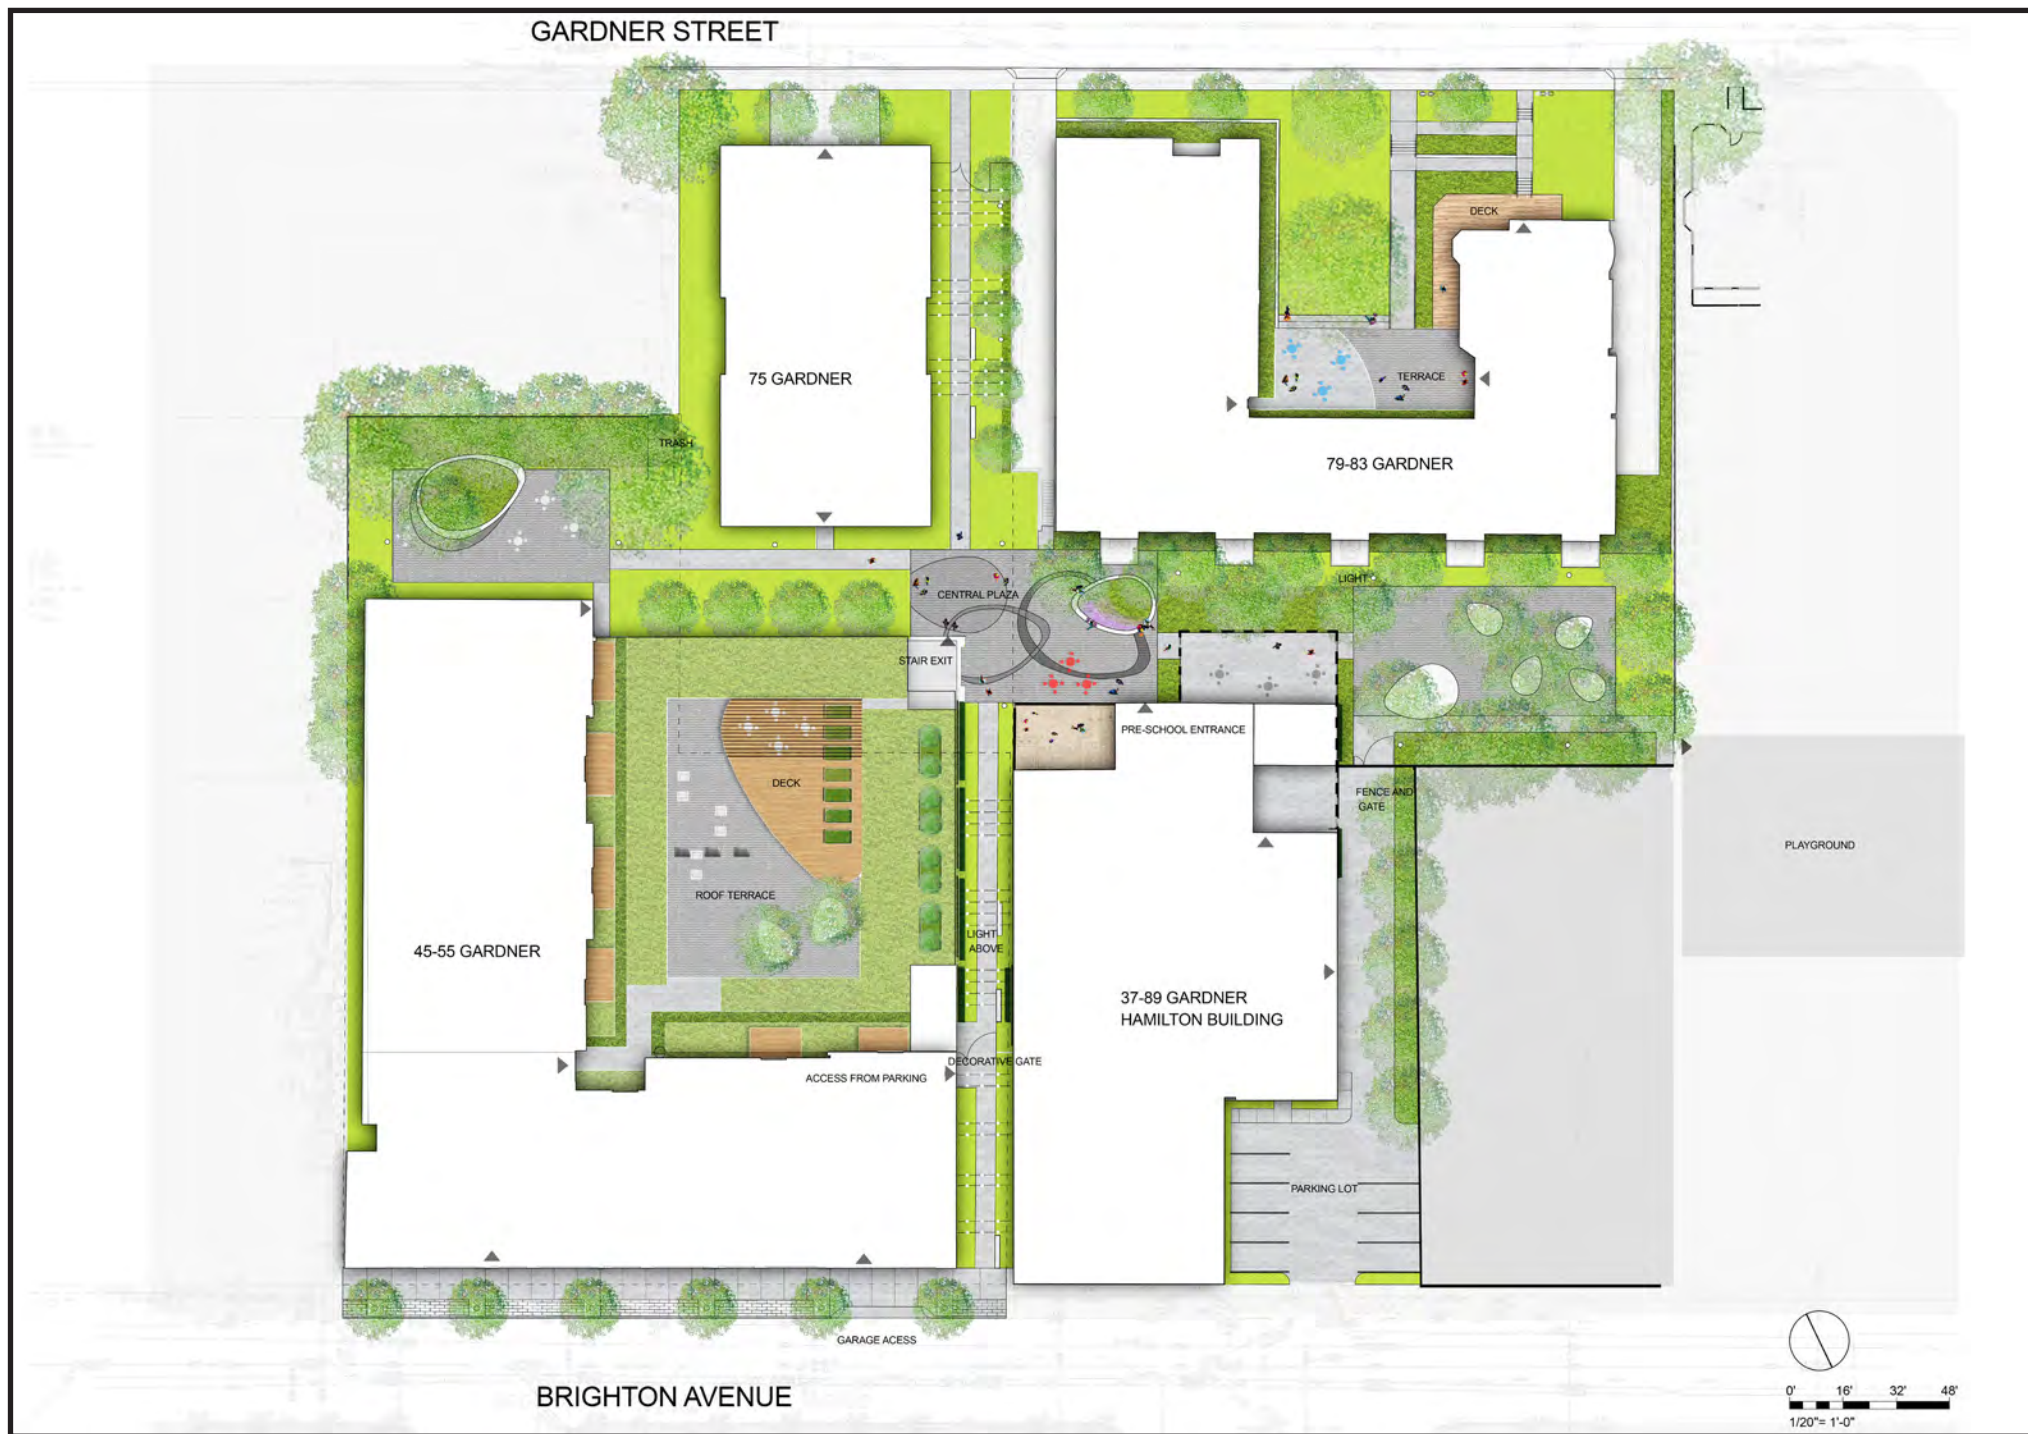 GARDNER STREET
DECK
75 GARDNER
TERRACE
TRASH
79-83 GARDNER
LIGHT
CENTRAL PLAZA
STAIR EXIT
PRE-SCHOOL ENTRANCE
DECK
FENCE AND
GATE
PLAYGROUND
ROOF TERRACE
LIGHT
ABOVE
45-55 GARDNER
37-89 GARDNER
HAMILTON BUILDING
DECORATIVE GATE
ACCESS FROM PARKING
PARKING LOT
GARAGE ACESS
BRIGHTON AVENUE
0' 16' 32' 48'
1/20"= 1'-0"